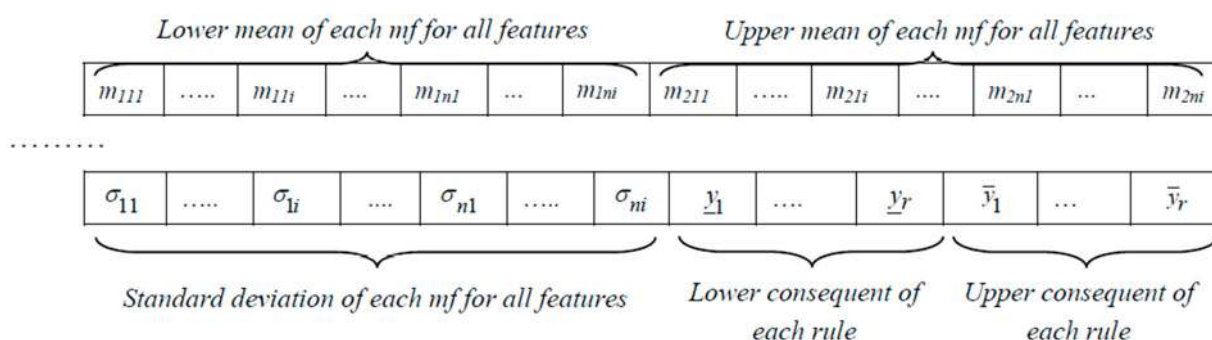 Lower mean of each mf for all features Upper mean of each mf for all features
m₁₁₁ ..... m₁₁ᵢ .... m₁ₙ₁ ... m₁ₙᵢ m₂₁₁ ..... m₂₁ᵢ .... m₂ₙ₁ ... m₂ₙᵢ
.........
σ₁₁ ..... σ₁ᵢ .... σₙ₁ ..... σₙᵢ y̲₁ .... y̲ᵣ ȳ₁ ... ȳᵣ
Standard deviation of each mf for all features Lower consequent of each rule Upper consequent of each rule